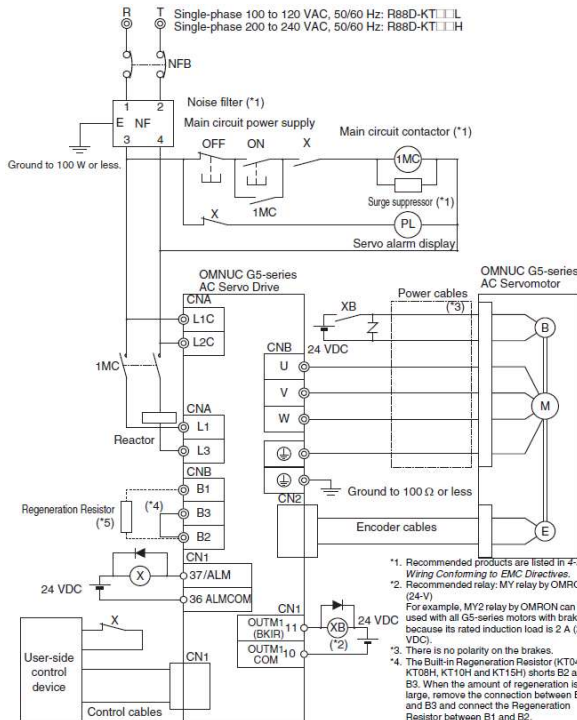 R T Single-phase 100 to 120 VAC, 50/60 Hz: R88D-KT□□L
Single-phase 200 to 240 VAC, 50/60 Hz: R88D-KT□□H
NFB
1 2
E NF
3 4
Noise filter (*1)
Main circuit power supply
Ground to 100 W or less.
OFF ON X
Main circuit contactor (*1)
1MC
1MC
Surge suppressor (*1)
X
PL
Servo alarm display
OMNUC G5-series
AC Servo Drive
OMNUC G5-series
AC Servomotor
CNA
L1C
L2C
XB
Power cables
(*3)
24 VDC
B
1MC
CNB
U
V
W
M
CNA
L1
L3
Reactor
CNB
B1
B3
B2
Regeneration Resistor
(*5)
(*4)
Ground to 100 Ω or less
CN2
Encoder cables
E
CN1
X
24 VDC
37/ALM
36 ALMCOM
CN1
OUTM1 11
(BKIR)
XB
24 VDC
(*2)
OUTM1 10
COM
X
User-side
control
device
CN1
Control cables
*1. Recommended products are listed in 4-
Wiring Conforming to EMC Directives.
*2. Recommended relay: MY relay by OMRO
(24-V)
For example, MY2 relay by OMRON can
used with all G5-series motors with brak
because its rated induction load is 2 A (
VDC).
*3. There is no polarity on the brakes.
*4. The Built-in Regeneration Resistor (KT04
KT08H, KT10H and KT15H) shorts B2 a
B3. When the amount of regeneration is
large, remove the connection between B
and B3 and connect the Regeneration
Resistor between B1 and B2.